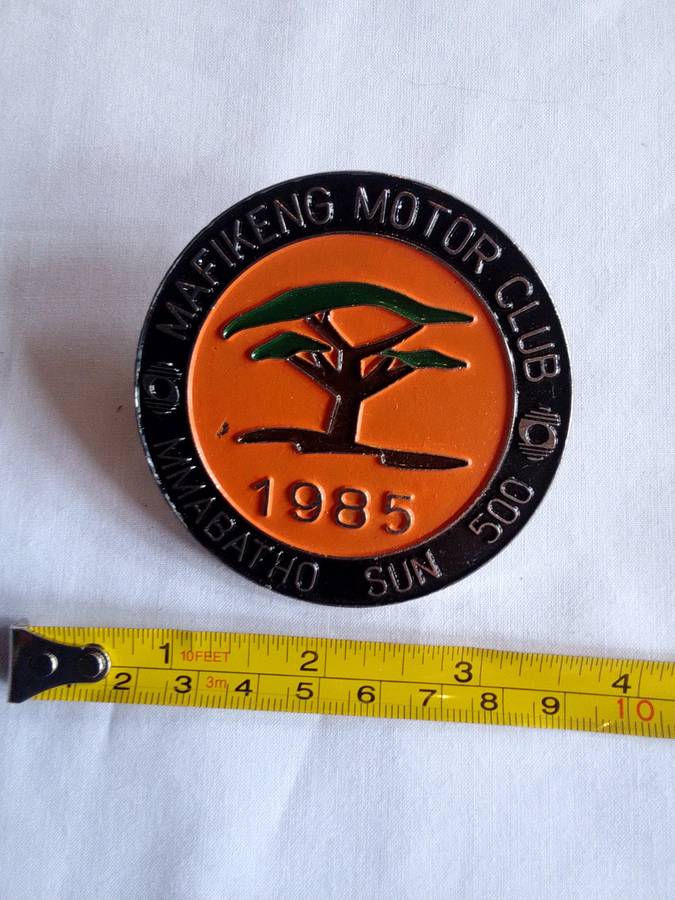 MAFIKENG MOTOR CLUB
1985
MMABATHO SUN 500
1 10FEET 2 3 4
2 3 3m 4 5 6 7 8 9 10